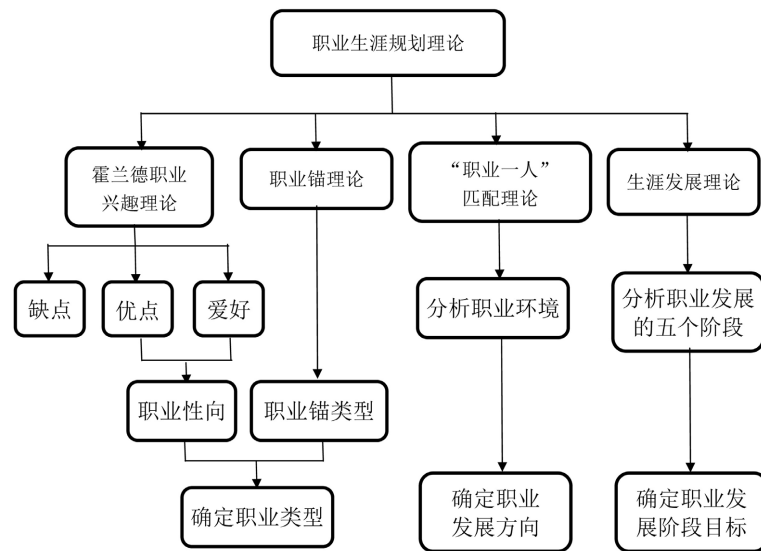 职业生涯规划理论
霍兰德职业
兴趣理论
职业锚理论
“职业一人”
匹配理论
生涯发展理论
缺点
优点
爱好
分析职业环境
分析职业发展
的五个阶段
职业性向
职业锚类型
确定职业类型
确定职业
发展方向
确定职业发
展阶段目标